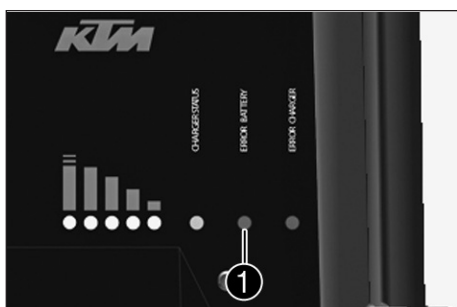 KTM
CHARGER STATUS
ERROR BATTERY
ERROR CHARGER
1